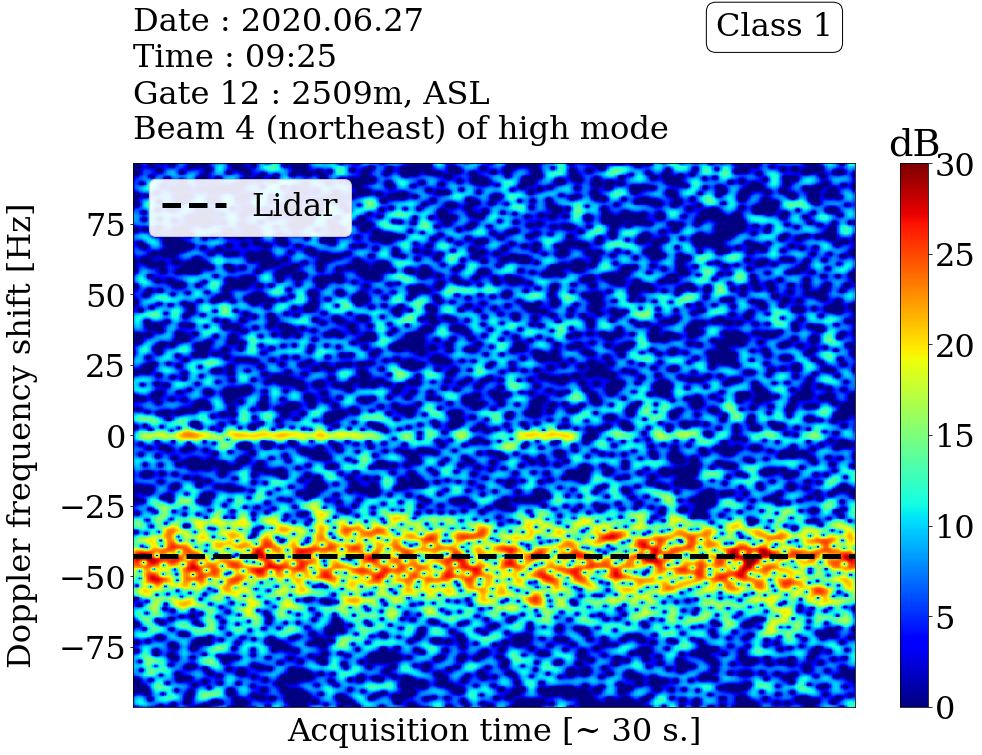 Date : 2020.06.27
Class 1
Time : 09:25
Gate 12 : 2509m, ASL
Beam 4 (northeast) of high mode
dB
Lidar
Doppler frequency shift [Hz]
75
50
25
0
−25
−50
−75
30
25
20
15
10
5
0
Acquisition time [~ 30 s.]